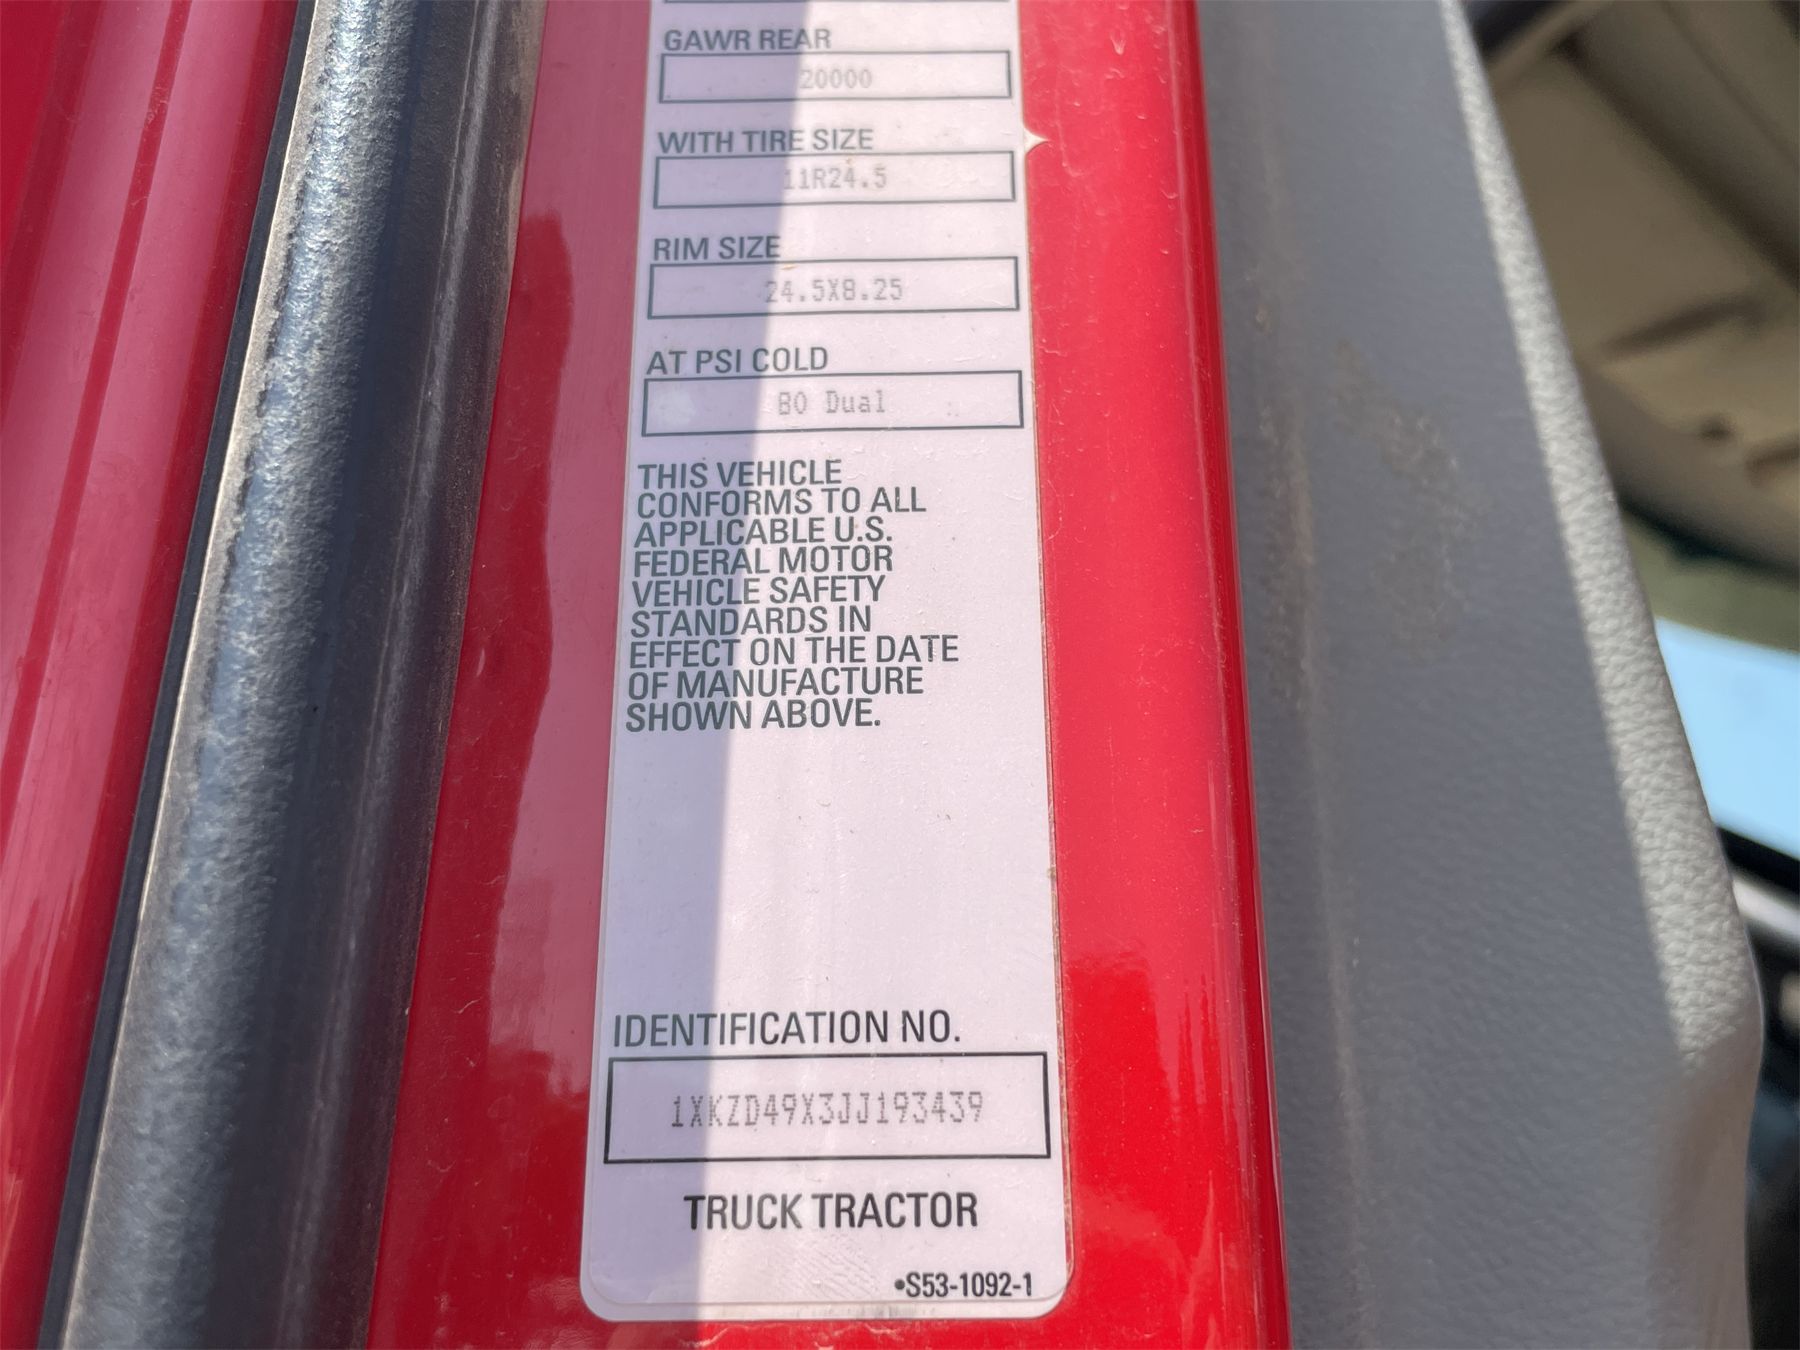 GAWR REAR
20000
WITH TIRE SIZE
11R24.5
RIM SIZE
24.5X8.25
AT PSI COLD
80 Dual
THIS VEHICLE
CONFORMS TO ALL
APPLICABLE U.S.
FEDERAL MOTOR
VEHICLE SAFETY
STANDARDS IN
EFFECT ON THE DATE
OF MANUFACTURE
SHOWN ABOVE.
IDENTIFICATION NO.
1XKZD49X3JJ193439
TRUCK TRACTOR
•S53-1092-1